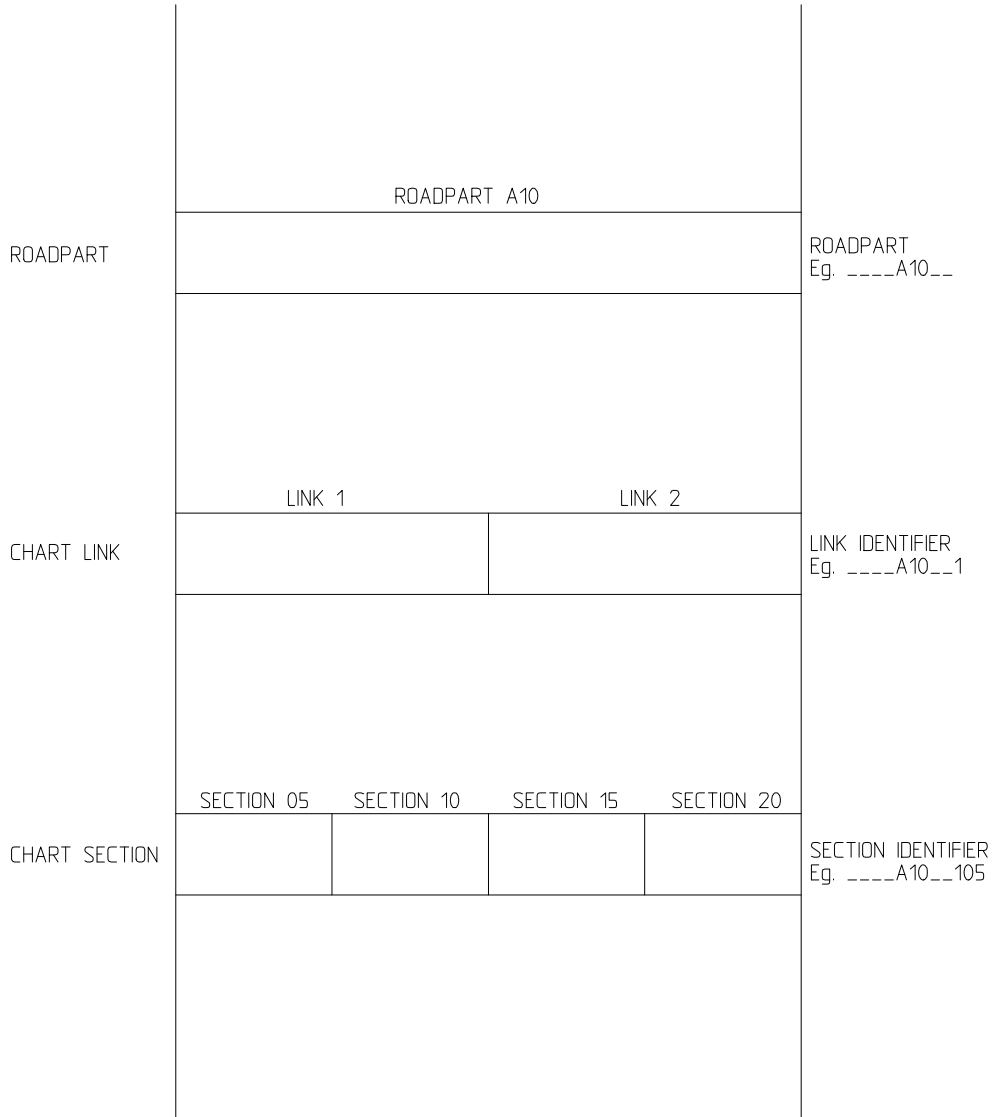 ROADPART A10
ROADPART
ROADPART
Eg. ____A10__
LINK 1
LINK 2
CHART LINK
LINK IDENTIFIER
Eg. ____A10__1
SECTION 05
SECTION 10
SECTION 15
SECTION 20
CHART SECTION
SECTION IDENTIFIER
Eg. ____A10__105